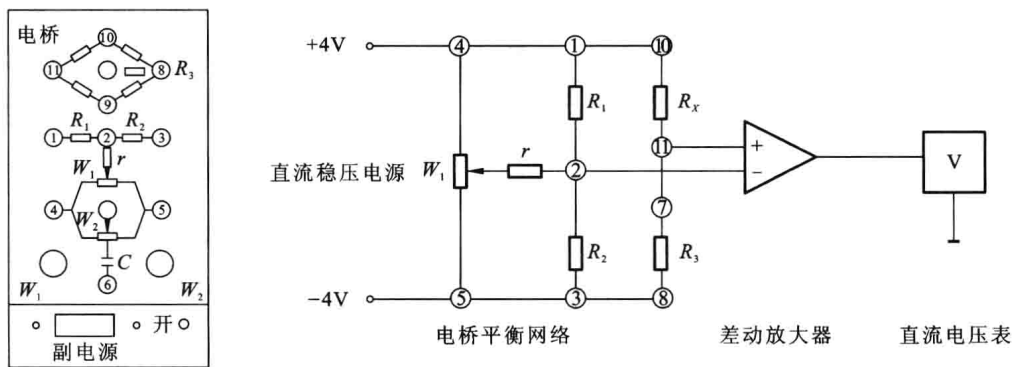 电桥
⑩
⑪ ⑧ R₃
⑨
R₁ R₂
① ② ③
r
W₁
④ W₂ ⑤
C
⑥
W₁ W₂
开
副电源
+4V ④ ① ⑩
R₁ Rₓ
⑪ +
直流稳压电源 W₁ r ② − V
⑦
R₂ R₃
−4V ⑤ ③ ⑧
电桥平衡网络 差动放大器 直流电压表